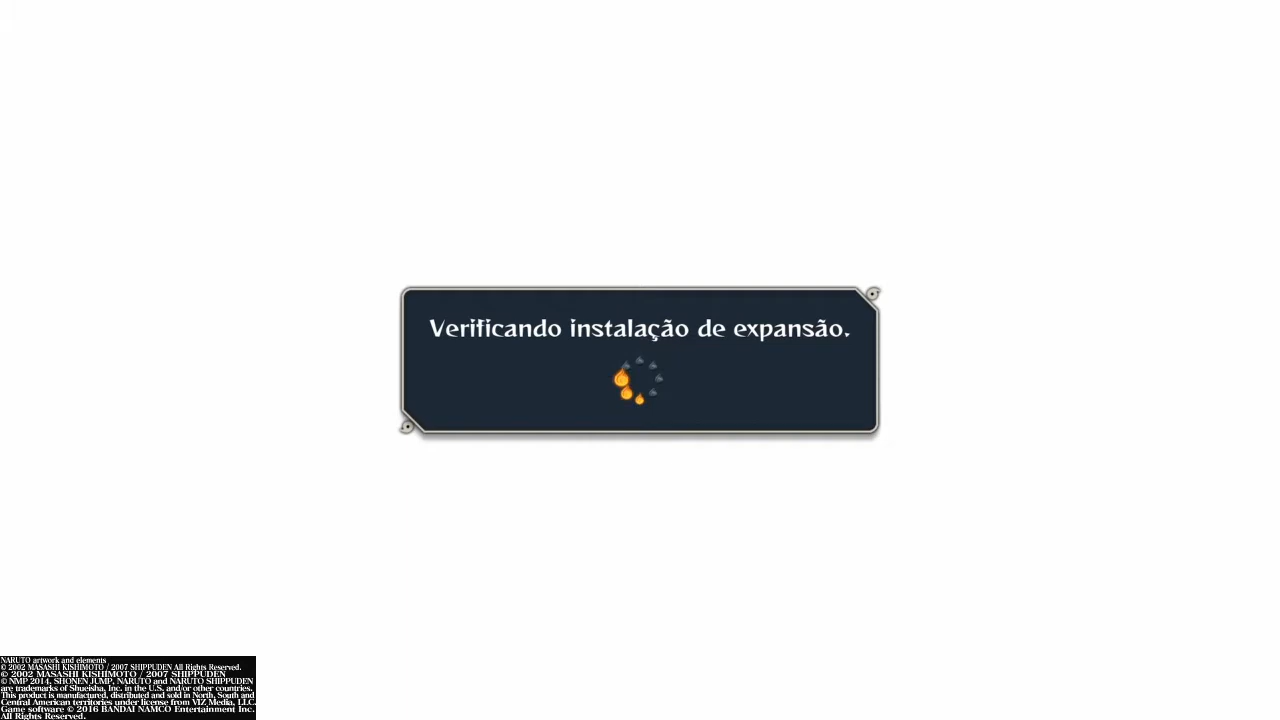 Verificando instalação de expansão.
NARUTO artwork and elements
© 2002 MASASHI KISHIMOTO / 2007 SHIPPUDEN All Rights Reserved.
© 2002 MASASHI KISHIMOTO / 2007 SHIPPUDEN
© NMP 2014, SHONEN JUMP, NARUTO and NARUTO SHIPPUDEN
are trademarks of Shueisha, Inc. in the U.S. and/or other countries.
This product is manufactured, distributed and sold in North, South and
Central American territories under license from VIZ Media, LLC.
Game software © 2016 BANDAI NAMCO Entertainment Inc.
All Rights Reserved.